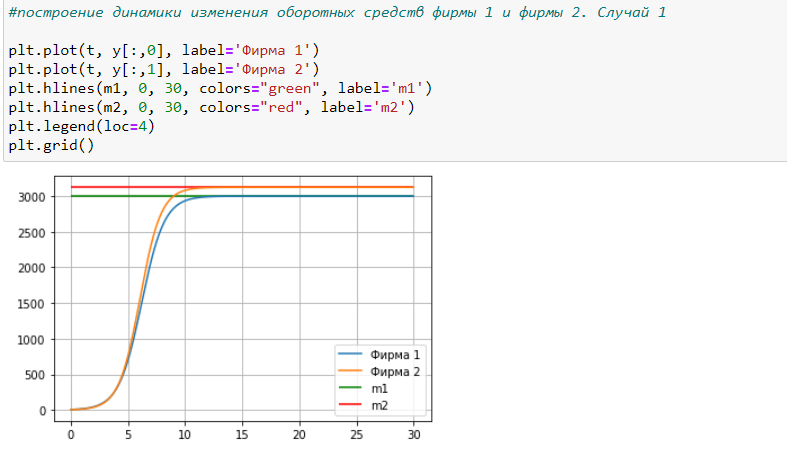 #построение динамики изменения оборотных средств фирмы 1 и фирмы 2. Случай 1
plt.plot(t, y[:,0], label='Фирма 1')
plt.plot(t, y[:,1], label='Фирма 2')
plt.hlines(m1, 0, 30, colors="green", label='m1')
plt.hlines(m2, 0, 30, colors="red", label='m2')
plt.legend(loc=4)
plt.grid()
3000
2500
2000
1500
1000
500
0
Фирма 1
Фирма 2
m1
m2
0 5 10 15 20 25 30